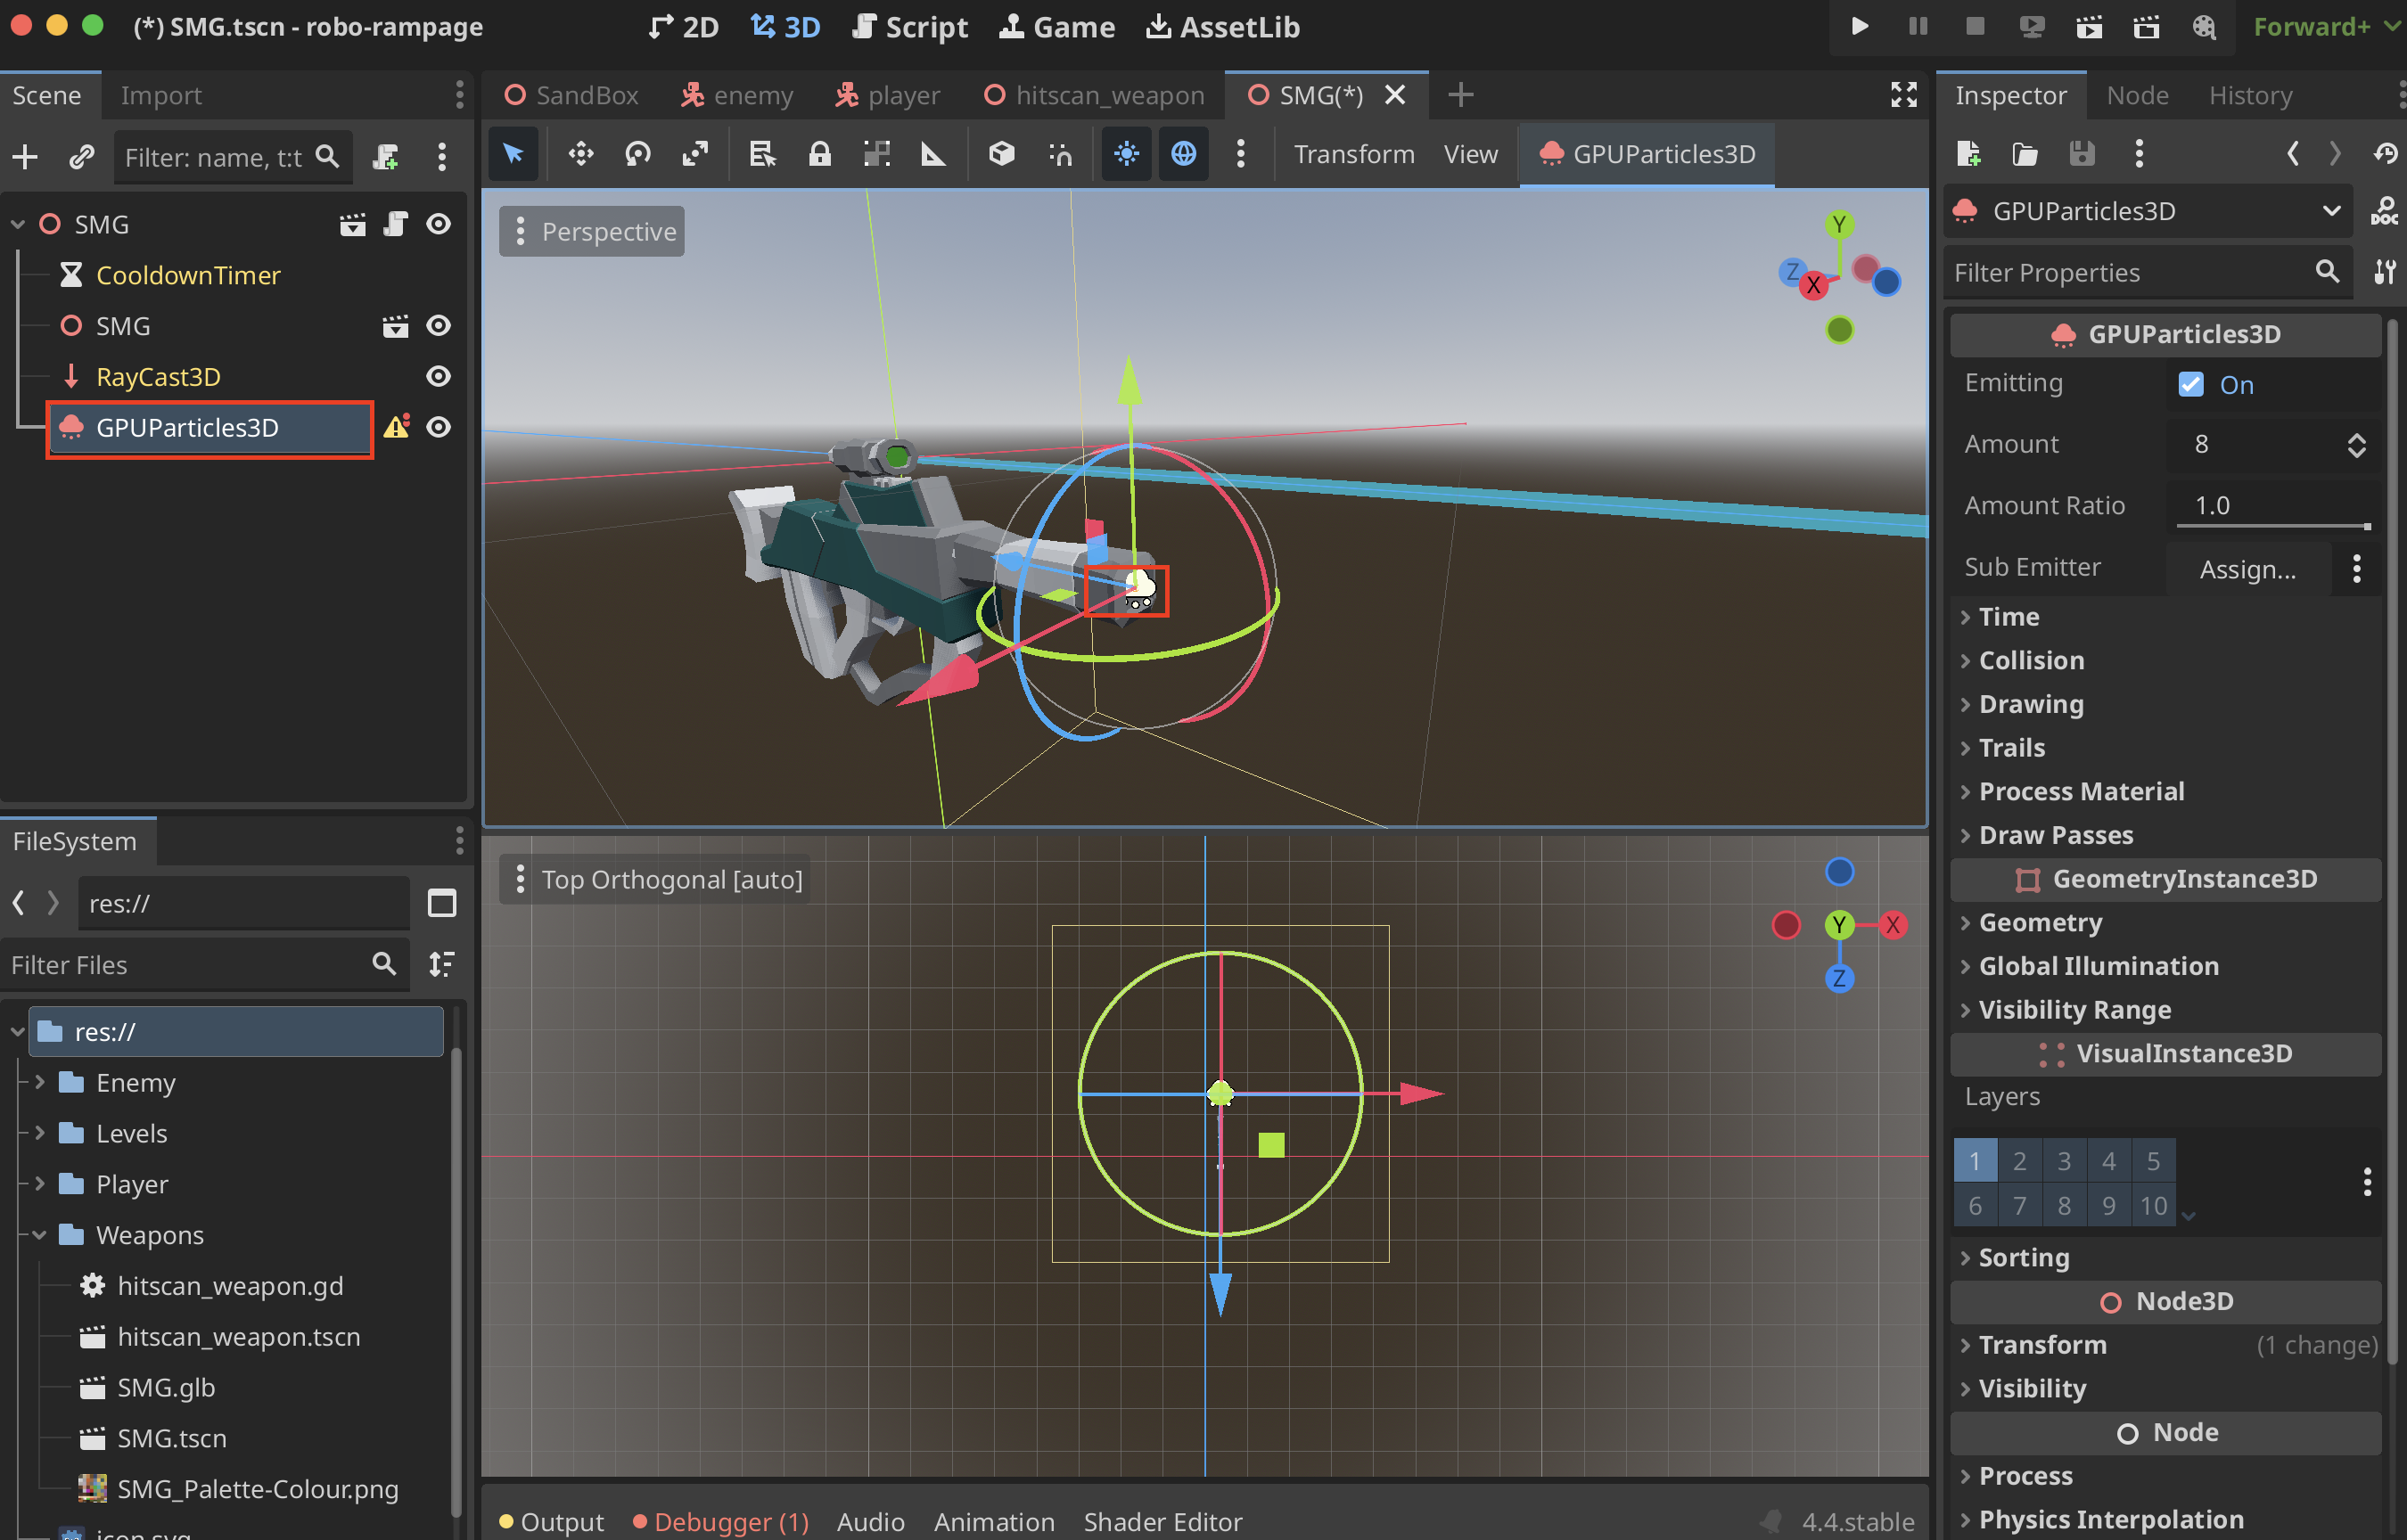 (*) SMG.tscn - robo-rampage
2D 3D Script Game AssetLib
Forward+
Scene Import
Filter: name, t:t
SMG
CooldownTimer
SMG
RayCast3D
GPUParticles3D
FileSystem
res://
Filter Files
res://
Enemy
Levels
Player
Weapons
hitscan_weapon.gd
hitscan_weapon.tscn
SMG.glb
SMG.tscn
SMG_Palette-Colour.png
icon.svg
SandBox enemy player hitscan_weapon SMG(*)
Transform View GPUParticles3D
Perspective
Y
Z
X
Top Orthogonal [auto]
Y X
Z
Output Debugger (1) Audio Animation Shader Editor 4.4.stable
Inspector Node History
GPUParticles3D
DOC
Filter Properties
GPUParticles3D
Emitting On
Amount 8
Amount Ratio 1.0
Sub Emitter Assign...
Time
Collision
Drawing
Trails
Process Material
Draw Passes
GeometryInstance3D
Geometry
Global Illumination
Visibility Range
VisualInstance3D
Layers
1 2 3 4 5
6 7 8 9 10
Sorting
Node3D
Transform (1 change)
Visibility
Node
Process
Physics Interpolation